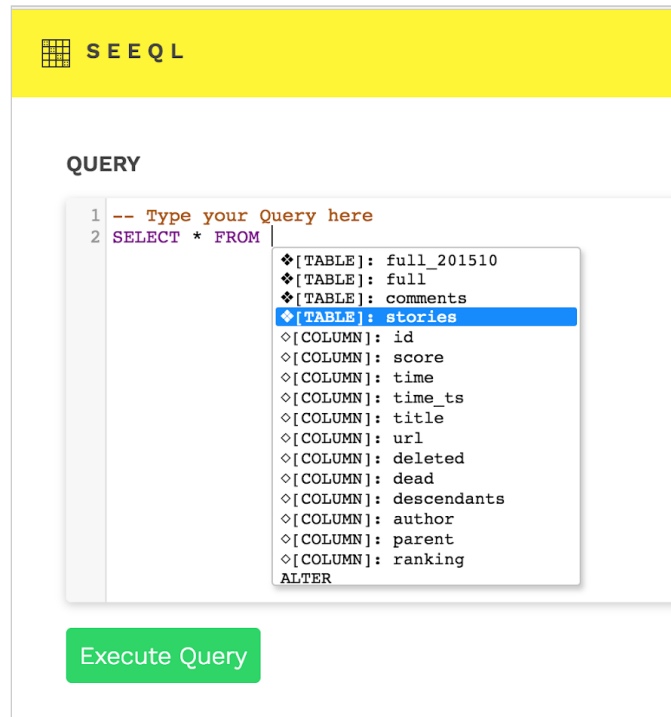 SEEQL
QUERY
1 -- Type your Query here
2 SELECT * FROM
❖[TABLE]: full_201510
❖[TABLE]: full
❖[TABLE]: comments
❖[TABLE]: stories
◇[COLUMN]: id
◇[COLUMN]: score
◇[COLUMN]: time
◇[COLUMN]: time_ts
◇[COLUMN]: title
◇[COLUMN]: url
◇[COLUMN]: deleted
◇[COLUMN]: dead
◇[COLUMN]: descendants
◇[COLUMN]: author
◇[COLUMN]: parent
◇[COLUMN]: ranking
ALTER
Execute Query